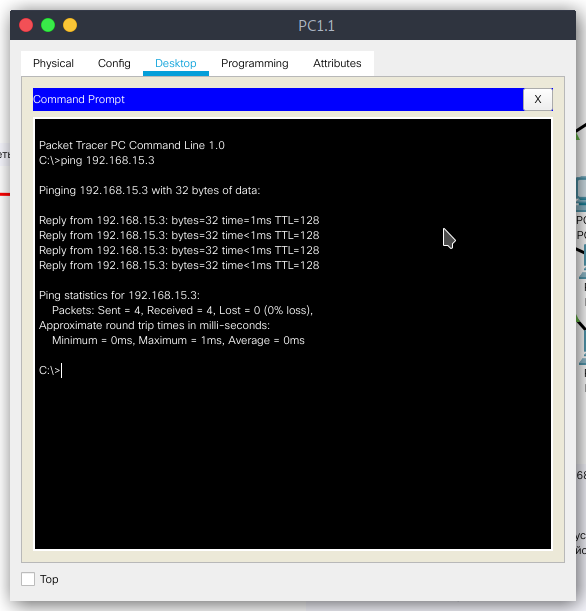 PC1.1
Physical Config Desktop Programming Attributes
Command Prompt X
Packet Tracer PC Command Line 1.0
C:\>ping 192.168.15.3
Pinging 192.168.15.3 with 32 bytes of data:
Reply from 192.168.15.3: bytes=32 time=1ms TTL=128
Reply from 192.168.15.3: bytes=32 time<1ms TTL=128
Reply from 192.168.15.3: bytes=32 time<1ms TTL=128
Reply from 192.168.15.3: bytes=32 time<1ms TTL=128
Ping statistics for 192.168.15.3:
Packets: Sent = 4, Received = 4, Lost = 0 (0% loss),
Approximate round trip times in milli-seconds:
Minimum = 0ms, Maximum = 1ms, Average = 0ms
C:\>
Top